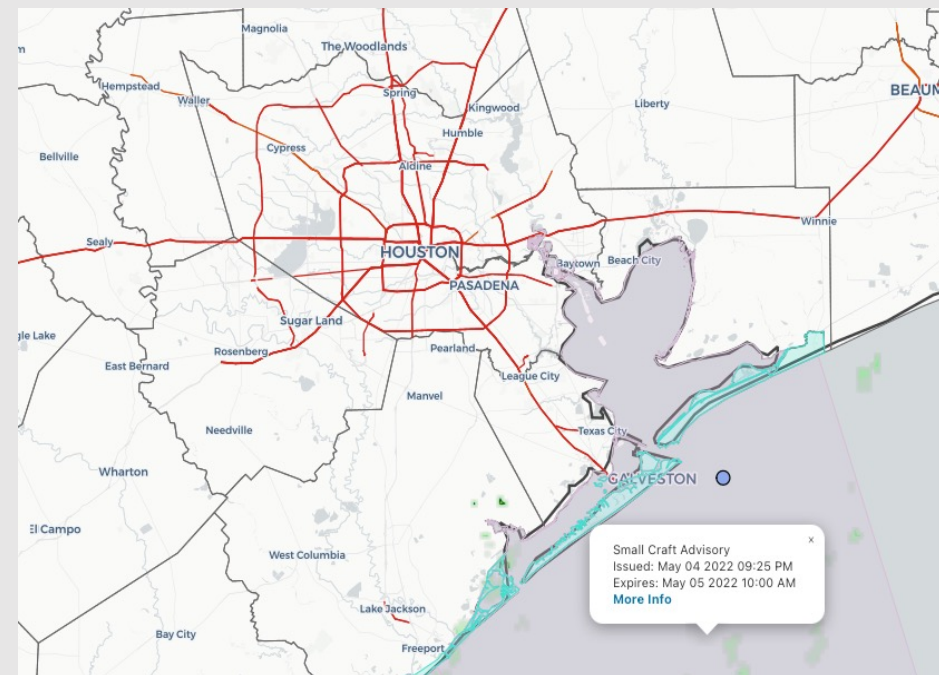 Magnolia
The Woodlands
Hempstead
Spring
Waller
Kingwood
Liberty
BEAUM
Humble
Cypress
Bellville
Aldine
Winnie
Sealy
HOUSTON
Baytown
Beach City
PASADENA
Sugar Land
gle Lake
Rosenberg
Pearland
East Bernard
League City
Manvel
Needville
Texas City
Wharton
GALVESTON
El Campo
Small Craft Advisory
Issued: May 04 2022 09:25 PM
Expires: May 05 2022 10:00 AM
More Info
West Columbia
Lake Jackson
Bay City
Freeport